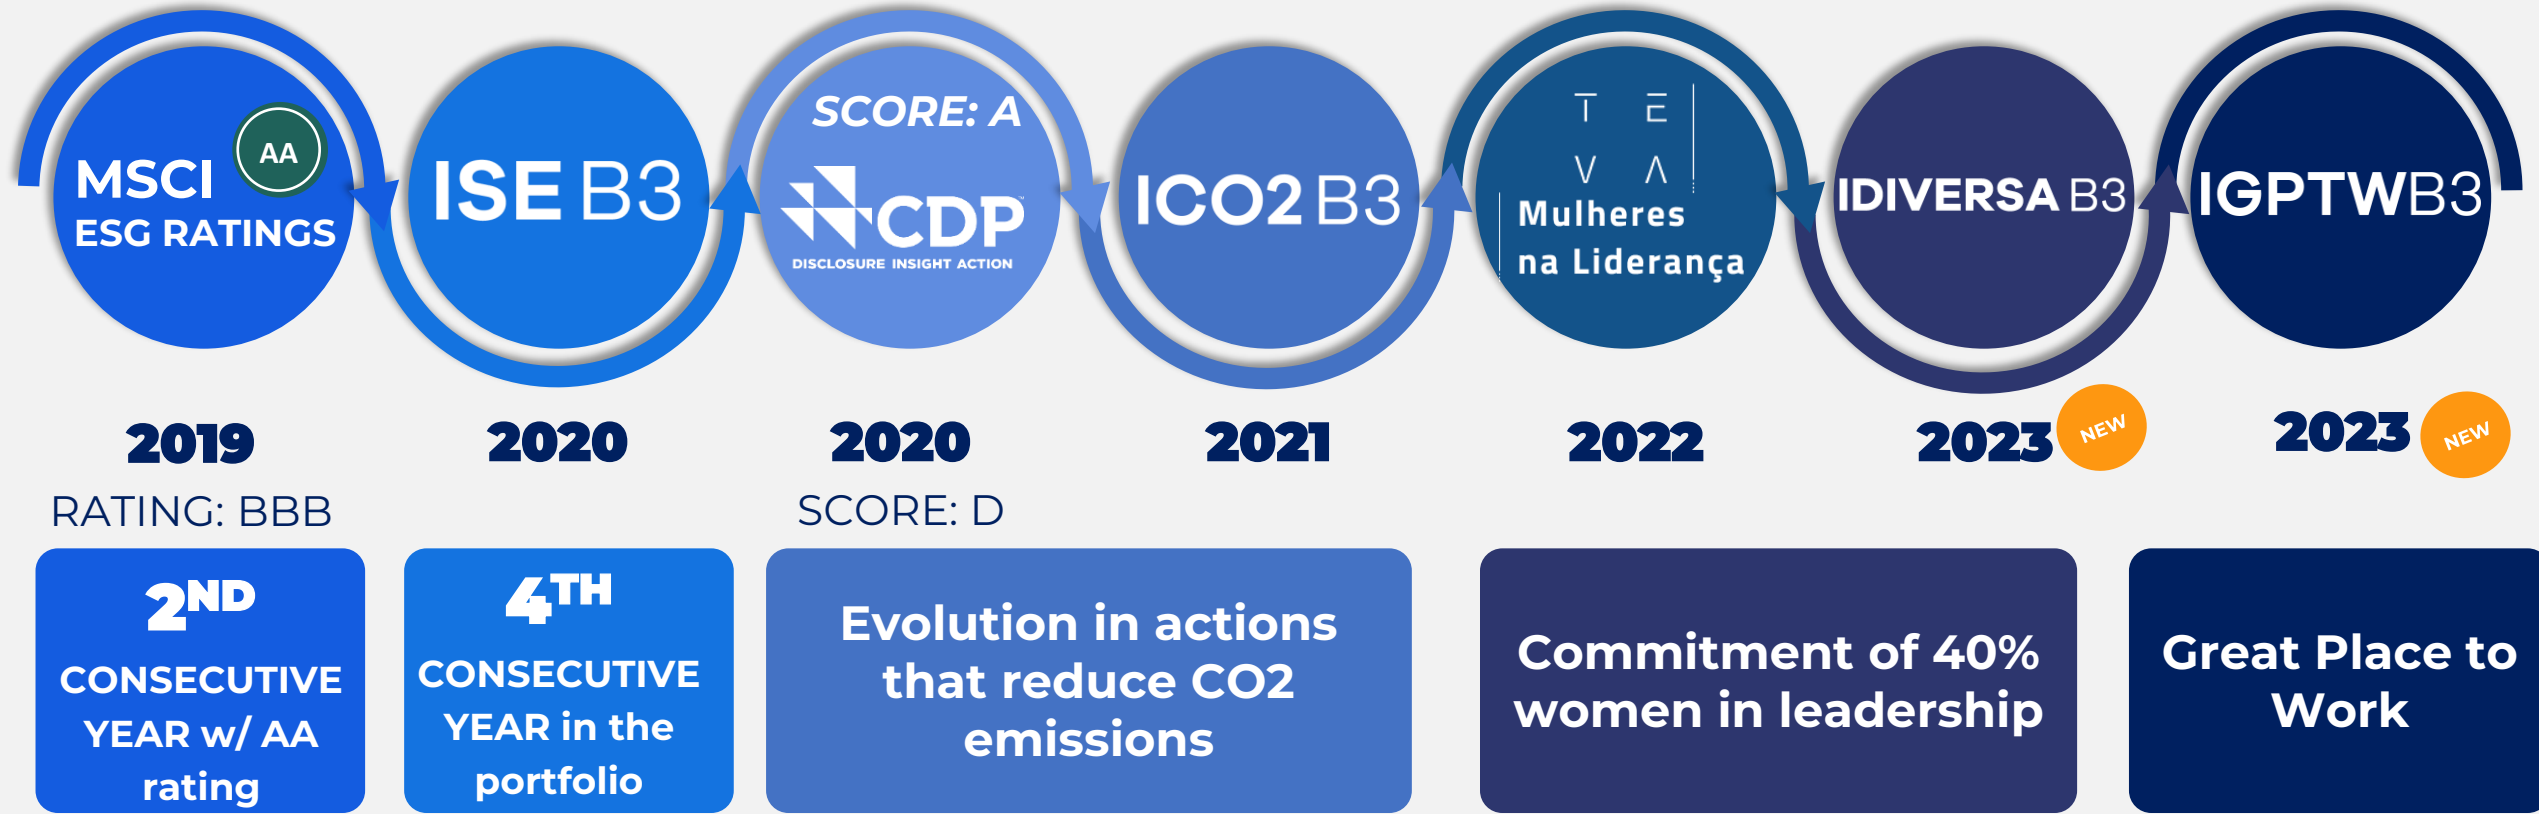 MSCI
AA
ESG RATINGS
ISE B3
SCORE: A
CDP
DISCLOSURE INSIGHT ACTION
ICO2 B3
T E
V A
Mulheres
na Liderança
IDIVERSA B3
IGPTWB3
2019
RATING: BBB
2020
2020
SCORE: D
2021
2022
2023
NEW
2023
NEW
2ND
CONSECUTIVE
YEAR w/ AA
rating
4TH
CONSECUTIVE
YEAR in the
portfolio
Evolution in actions
that reduce CO2
emissions
Commitment of 40%
women in leadership
Great Place to
Work